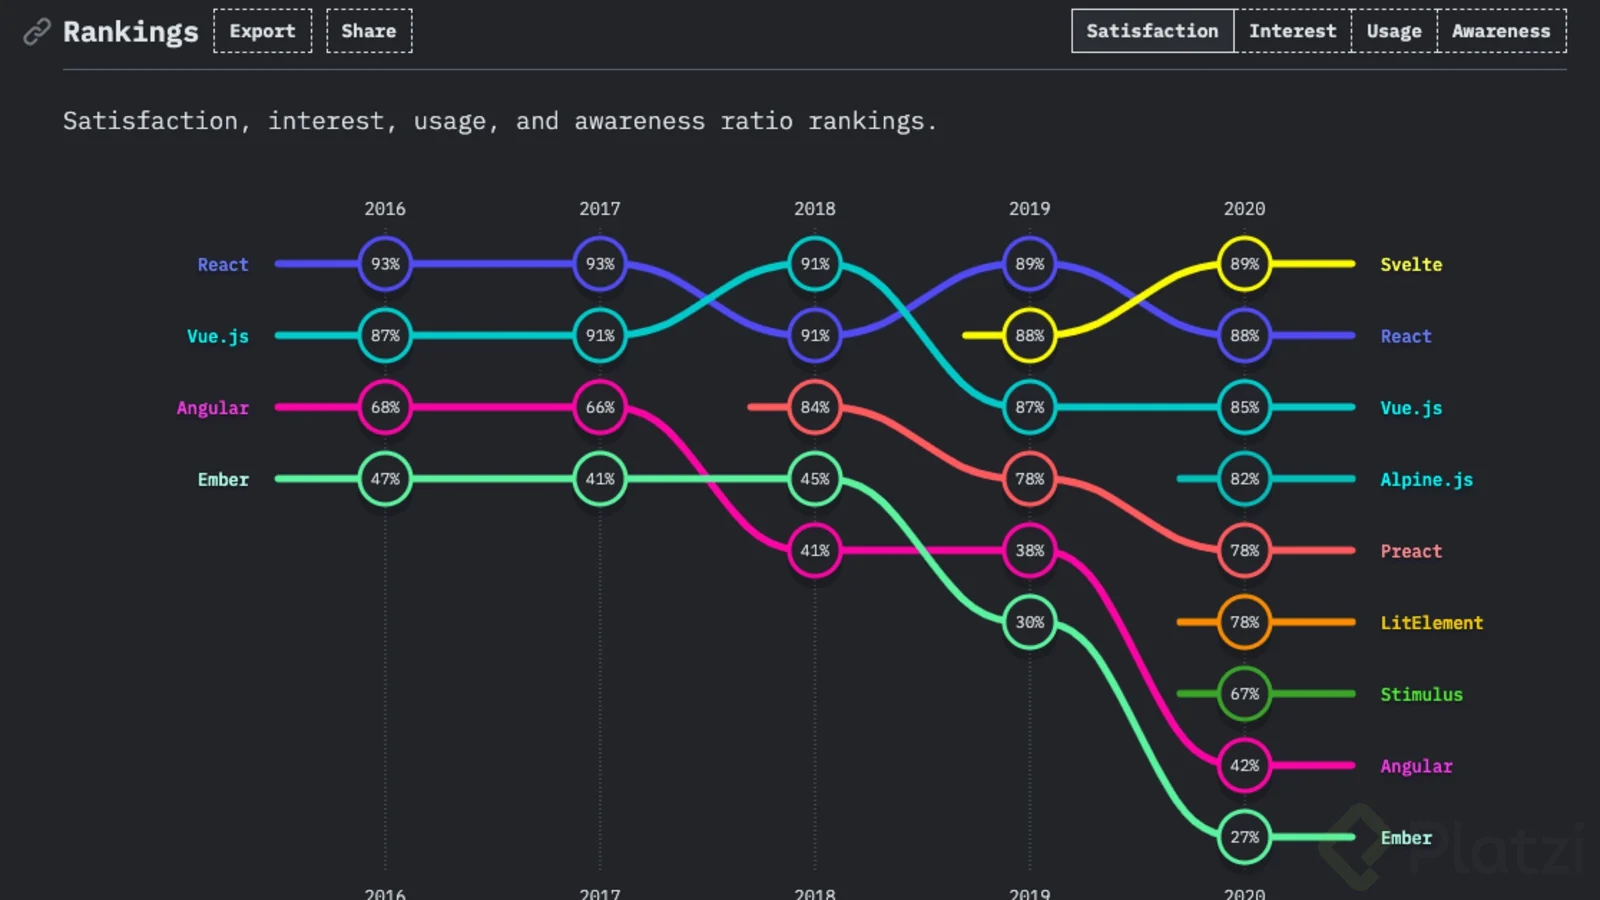 Rankings Export Share Satisfaction Interest Usage Awareness
Satisfaction, interest, usage, and awareness ratio rankings.
2016 2017 2018 2019 2020
React 93% 93% 91% 89% 89% Svelte
Vue.js 87% 91% 91% 88% 88% React
Angular 68% 66% 84% 87% 85% Vue.js
Ember 47% 41% 45% 78% 82% Alpine.js
41% 38% 78% Preact
30% 78% LitElement
67% Stimulus
42% Angular
27% Ember
Platzi
2016 2017 2018 2019 2020